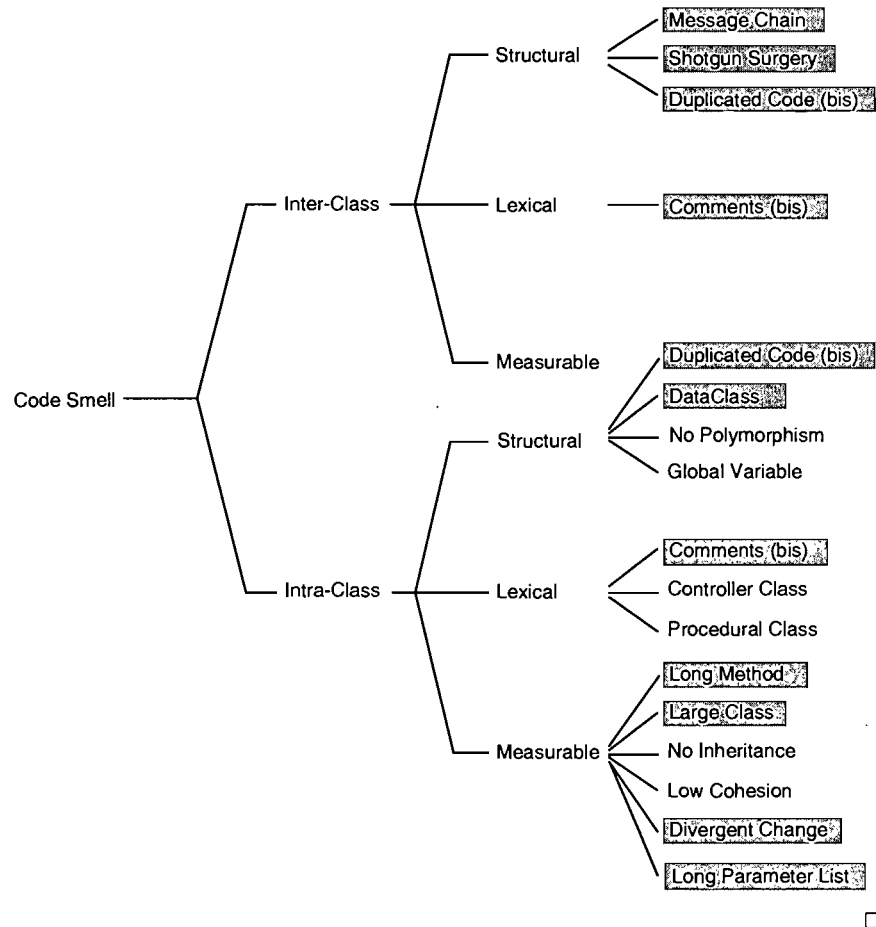 Message Chain
Structural
Shotgun Surgery
Duplicated Code (bis)
Inter-Class
Lexical
Comments (bis)
Measurable
Duplicated Code (bis)
Code Smell
DataClass
Structural
No Polymorphism
Global Variable
Comments (bis)
Intra-Class
Lexical
Controller Class
Procedural Class
Long Method
Large Class
Measurable
No Inheritance
Low Cohesion
Divergent Change
Long Parameter List